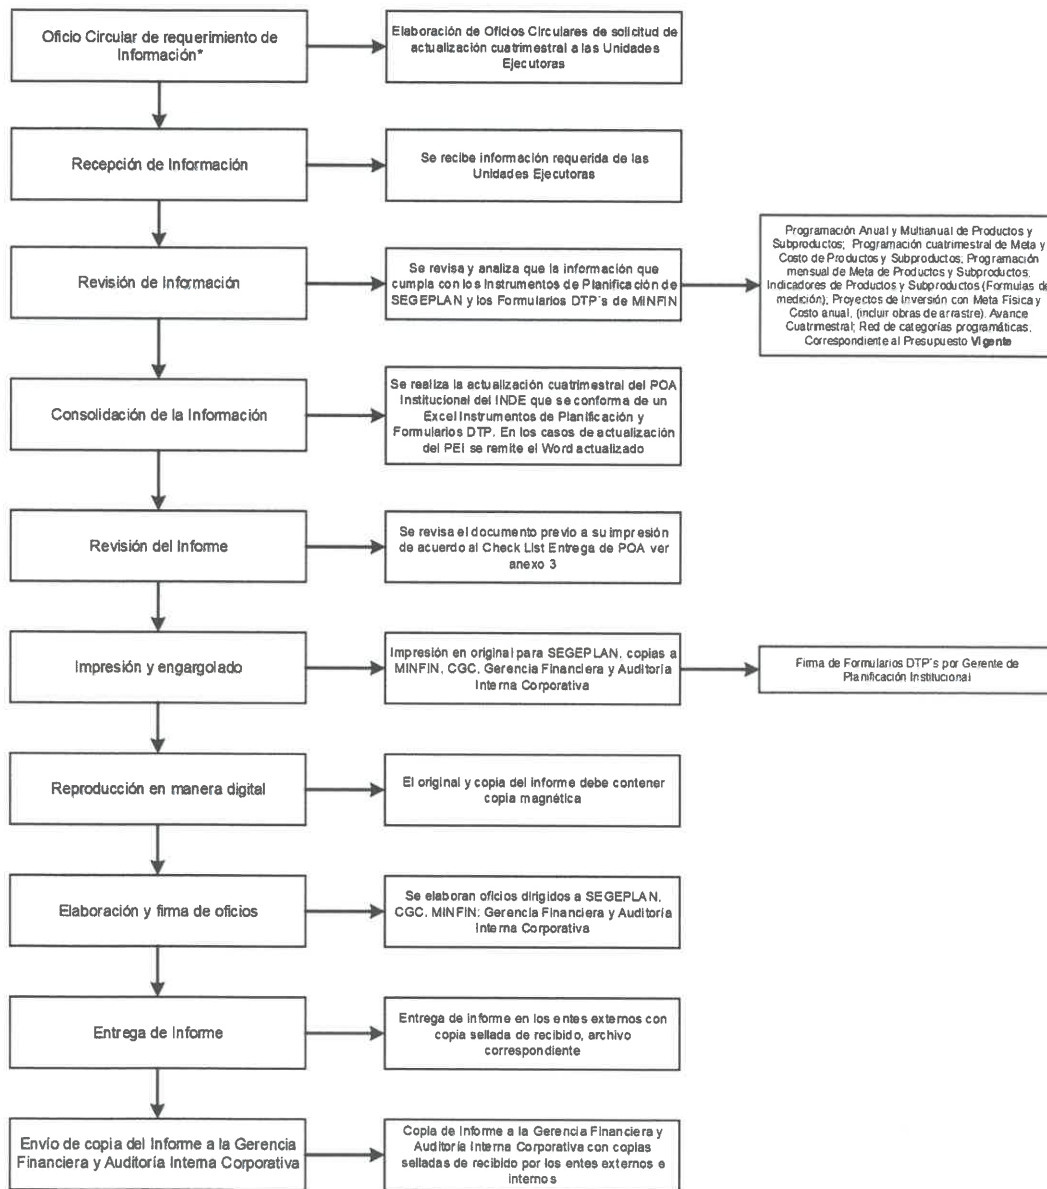 Oficio Circular de requerimiento de
Información*
Elaboración de Oficios Circulares de solicitud de
actualización cuatrimestral a las Unidades
Ejecutoras
Recepción de Información
Se recibe información requerida de las
Unidades Ejecutoras
Revisión de Información
Se revisa y analiza que la información que
cumpla con los Instrumentos de Planificación de
SEGEPLAN y los Formularios DTP`s de MINFIN
Programación Anual y Multianual de Productos y
Subproductos; Programación cuatrimestral de Meta y
Costo de Productos y Subproductos; Programación
mensual de Meta de Productos y Subproductos;
Indicadores de Productos y Subproductos (Formulas de
medición); Proyectos de Inversión con Meta Física y
Costo anual, (incluir obras de arrastre). Avance
Cuatrimestral; Red de categorías programáticas.
Correspondiente al Presupuesto Vigente
Consolidación de la Información
Se realiza la actualización cuatrimestral del POA
Institucional del INDE que se conforma de un
Excel Instrumentos de Planificación y
Formularios DTP. En los casos de actualización
del PEI se remite el Word actualizado
Revisión del Informe
Se revisa el documento previo a su impresión
de acuerdo al Check List Entrega de POA ver
anexo 3
Impresión y engargolado
Impresión en original para SEGEPLAN, copias a
MINFIN, CGC, Gerencia Financiera y Auditoría
Interna Corporativa
Firma de Formularios DTP`s por Gerente de
Planificación Institucional
Reproducción en manera digital
El original y copia del informe debe contener
copia magnética
Elaboración y firma de oficios
Se elaboran oficios dirigidos a SEGEPLAN,
CGC, MINFIN; Gerencia Financiera y Auditoría
Interna Corporativa
Entrega de Informe
Entrega de Informe en los entes externos con
copia sellada de recibido, archivo
correspondiente
Envío de copia del Informe a la Gerencia
Financiera y Auditoría Interna Corporativa
Copia de Informe a la Gerencia Financiera y
Auditoría Interna Corporativa con copias
selladas de recibido por los entes externos e
internos